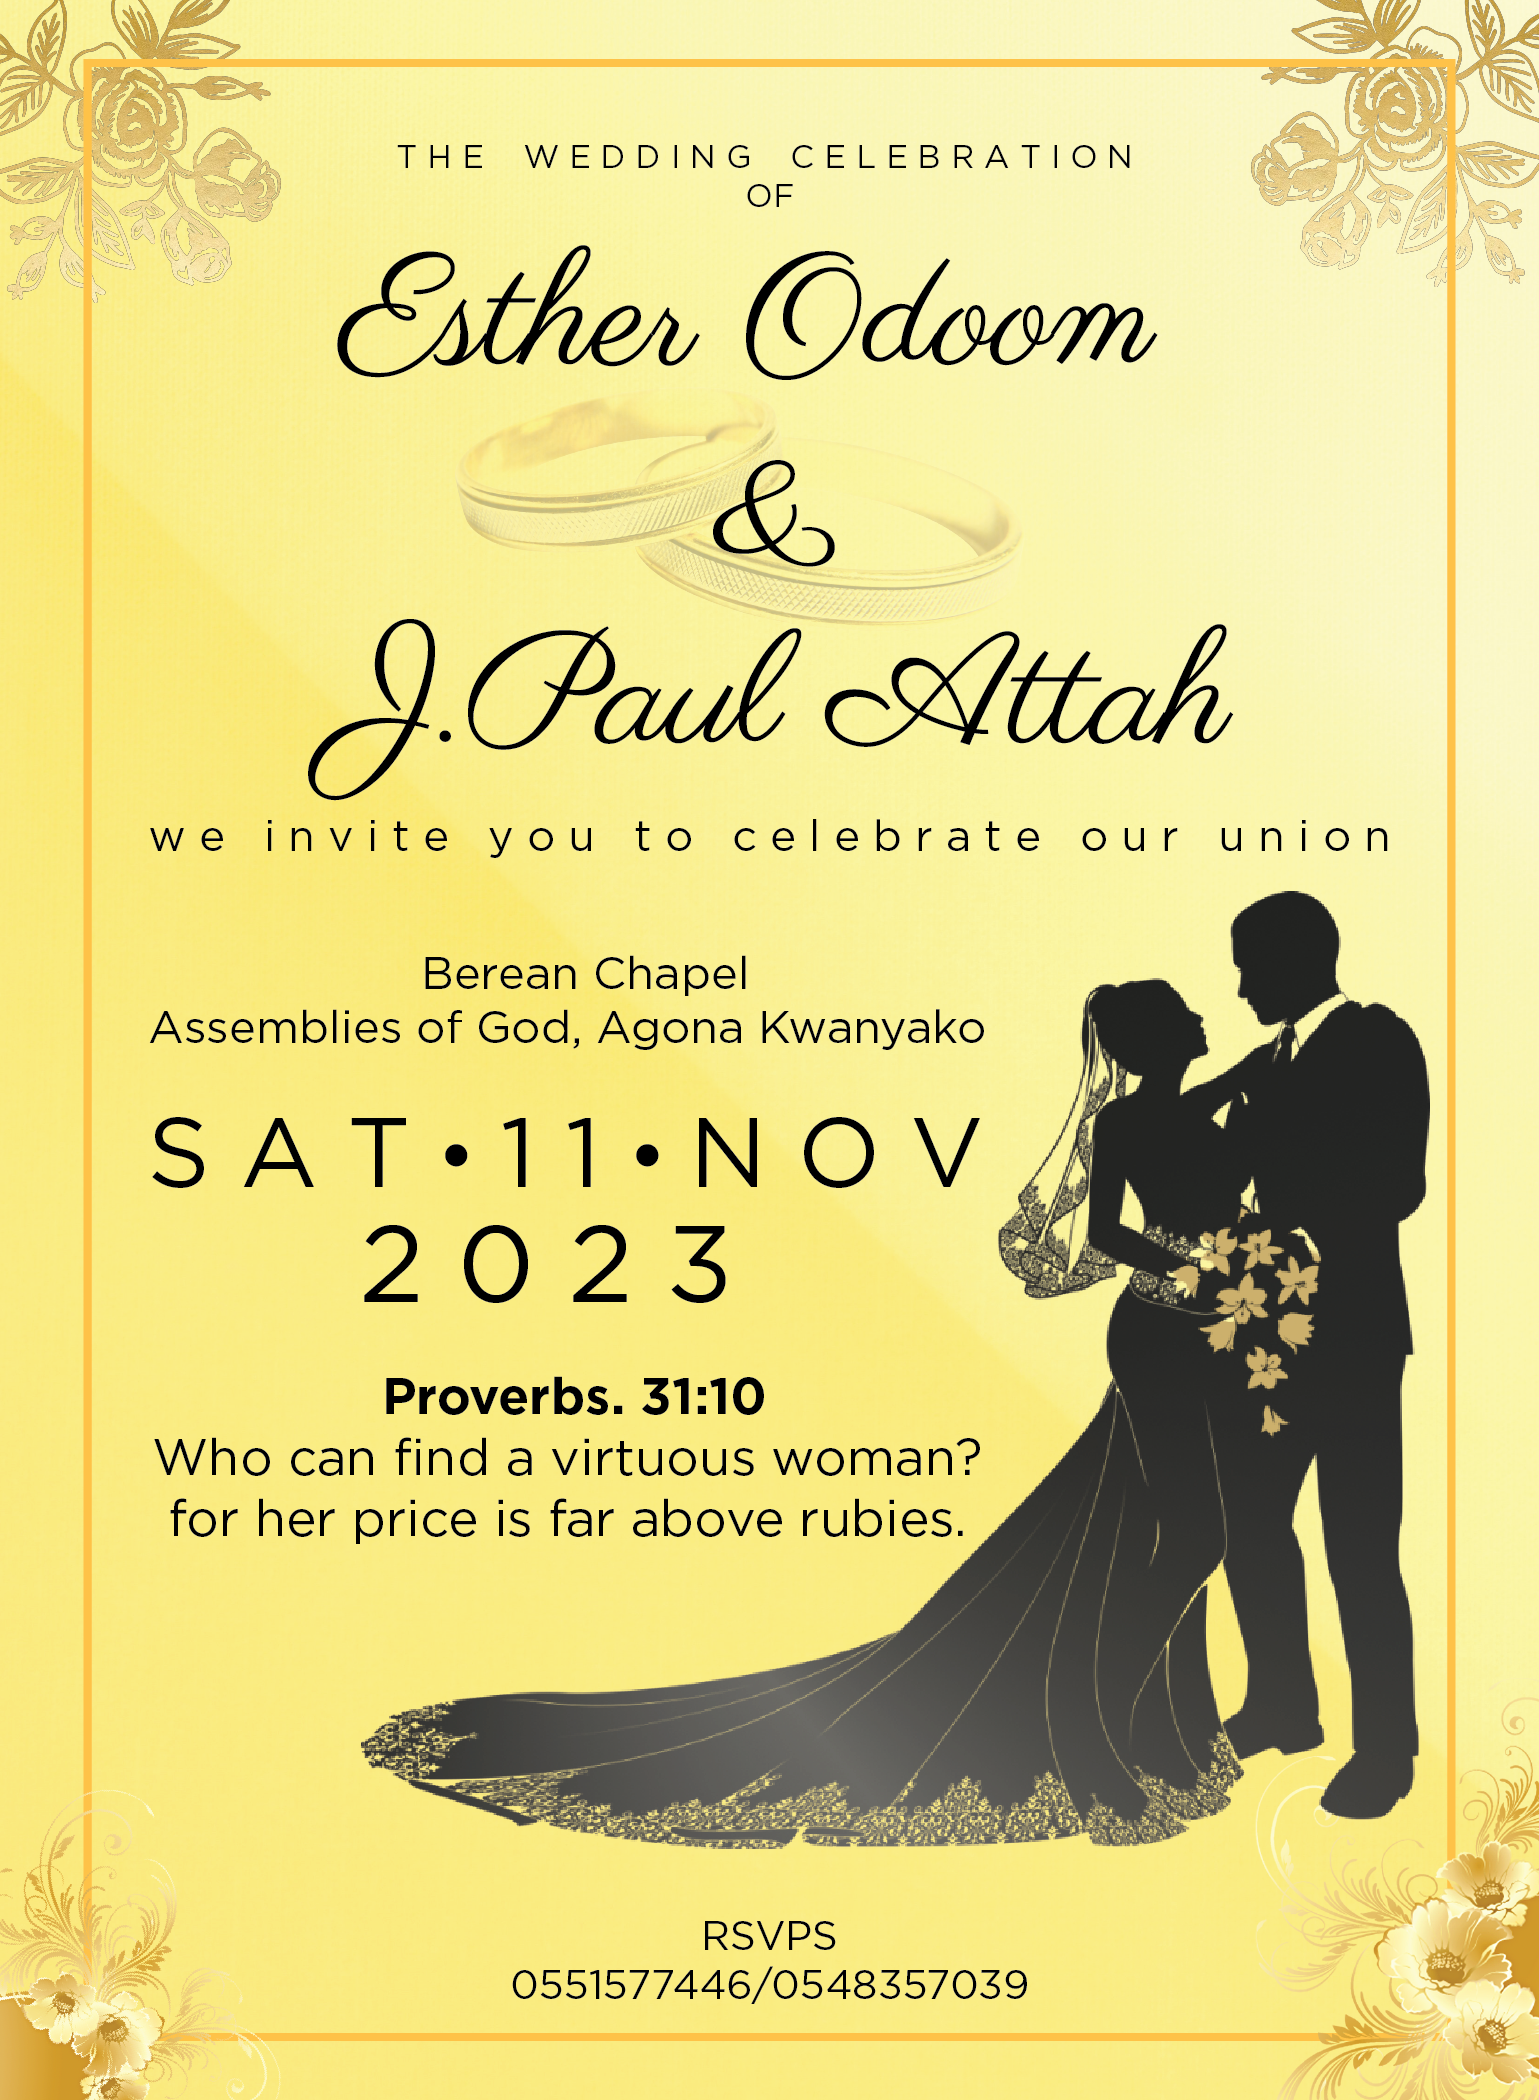 THE WEDDING CELEBRATION
OF
Esther Odoom
&
J.Paul Attah
we invite you to celebrate our union
Berean Chapel
Assemblies of God, Agona Kwanyako
SAT•11•NOV
2023
Proverbs. 31:10
Who can find a virtuous woman?
for her price is far above rubies.
RSVPS
0551577446/0548357039